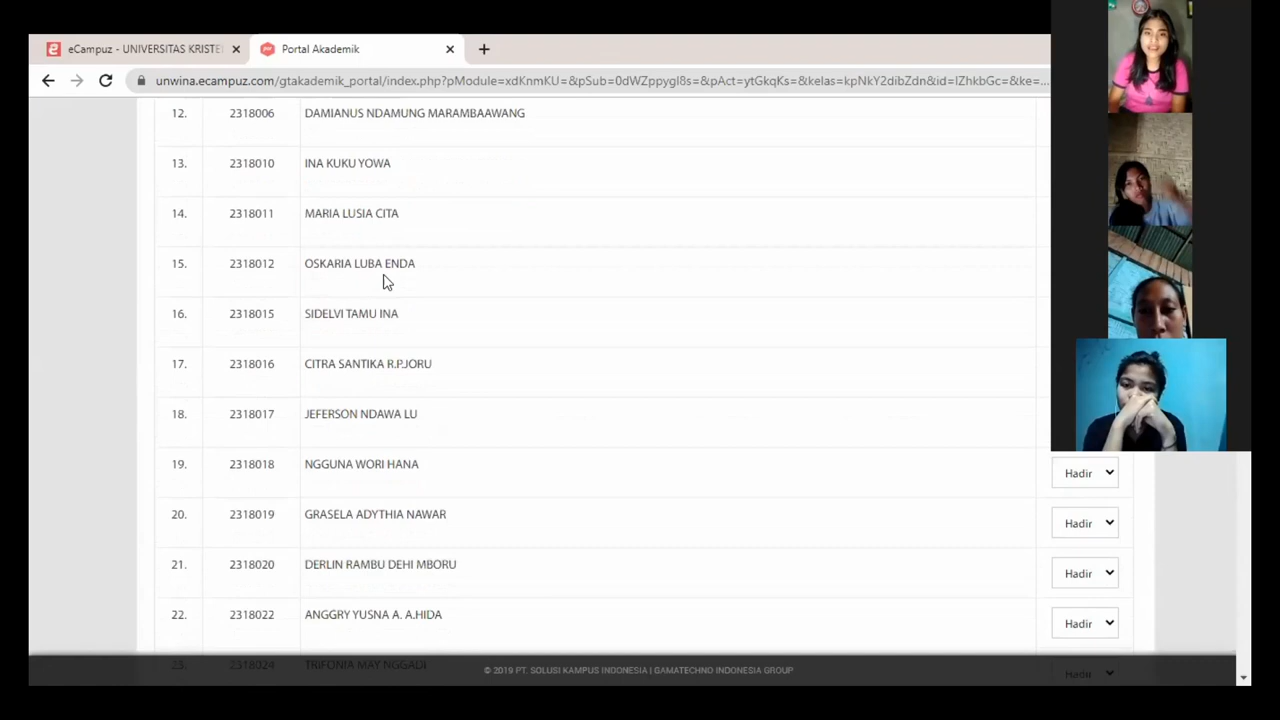 eCampuz - UNIVERSITAS KRISTE
Portal Akademik
unwina.ecampuz.com/gtakademik_portal/index.php?pModule=xdKnmKU=&pSub=0dWZppygl8s=&pAct=ytGkqKs=&kelas=kpNkY2dibZdn&id=lZhkbGc=&ke=...
12. 2318006 DAMIANUS NDAMUNG MARAMBAAWANG
13. 2318010 INA KUKU YOWA
14. 2318011 MARIA LUSIA CITA
15. 2318012 OSKARIA LUBA ENDA
16. 2318015 SIDELVI TAMU INA
17. 2318016 CITRA SANTIKA R.P.JORU
18. 2318017 JEFERSON NDAWA LU
19. 2318018 NGGUNA WORI HANA Hadir
20. 2318019 GRASELA ADYTHIA NAWAR Hadir
21. 2318020 DERLIN RAMBU DEHI MBORU Hadir
22. 2318022 ANGGRY YUSNA A. A.HIDA Hadir
23. 2318024 TRIFONIA MAY NGGADI Hadir
© 2019 PT. SOLUSI KAMPUS INDONESIA | GAMATECHNO INDONESIA GROUP